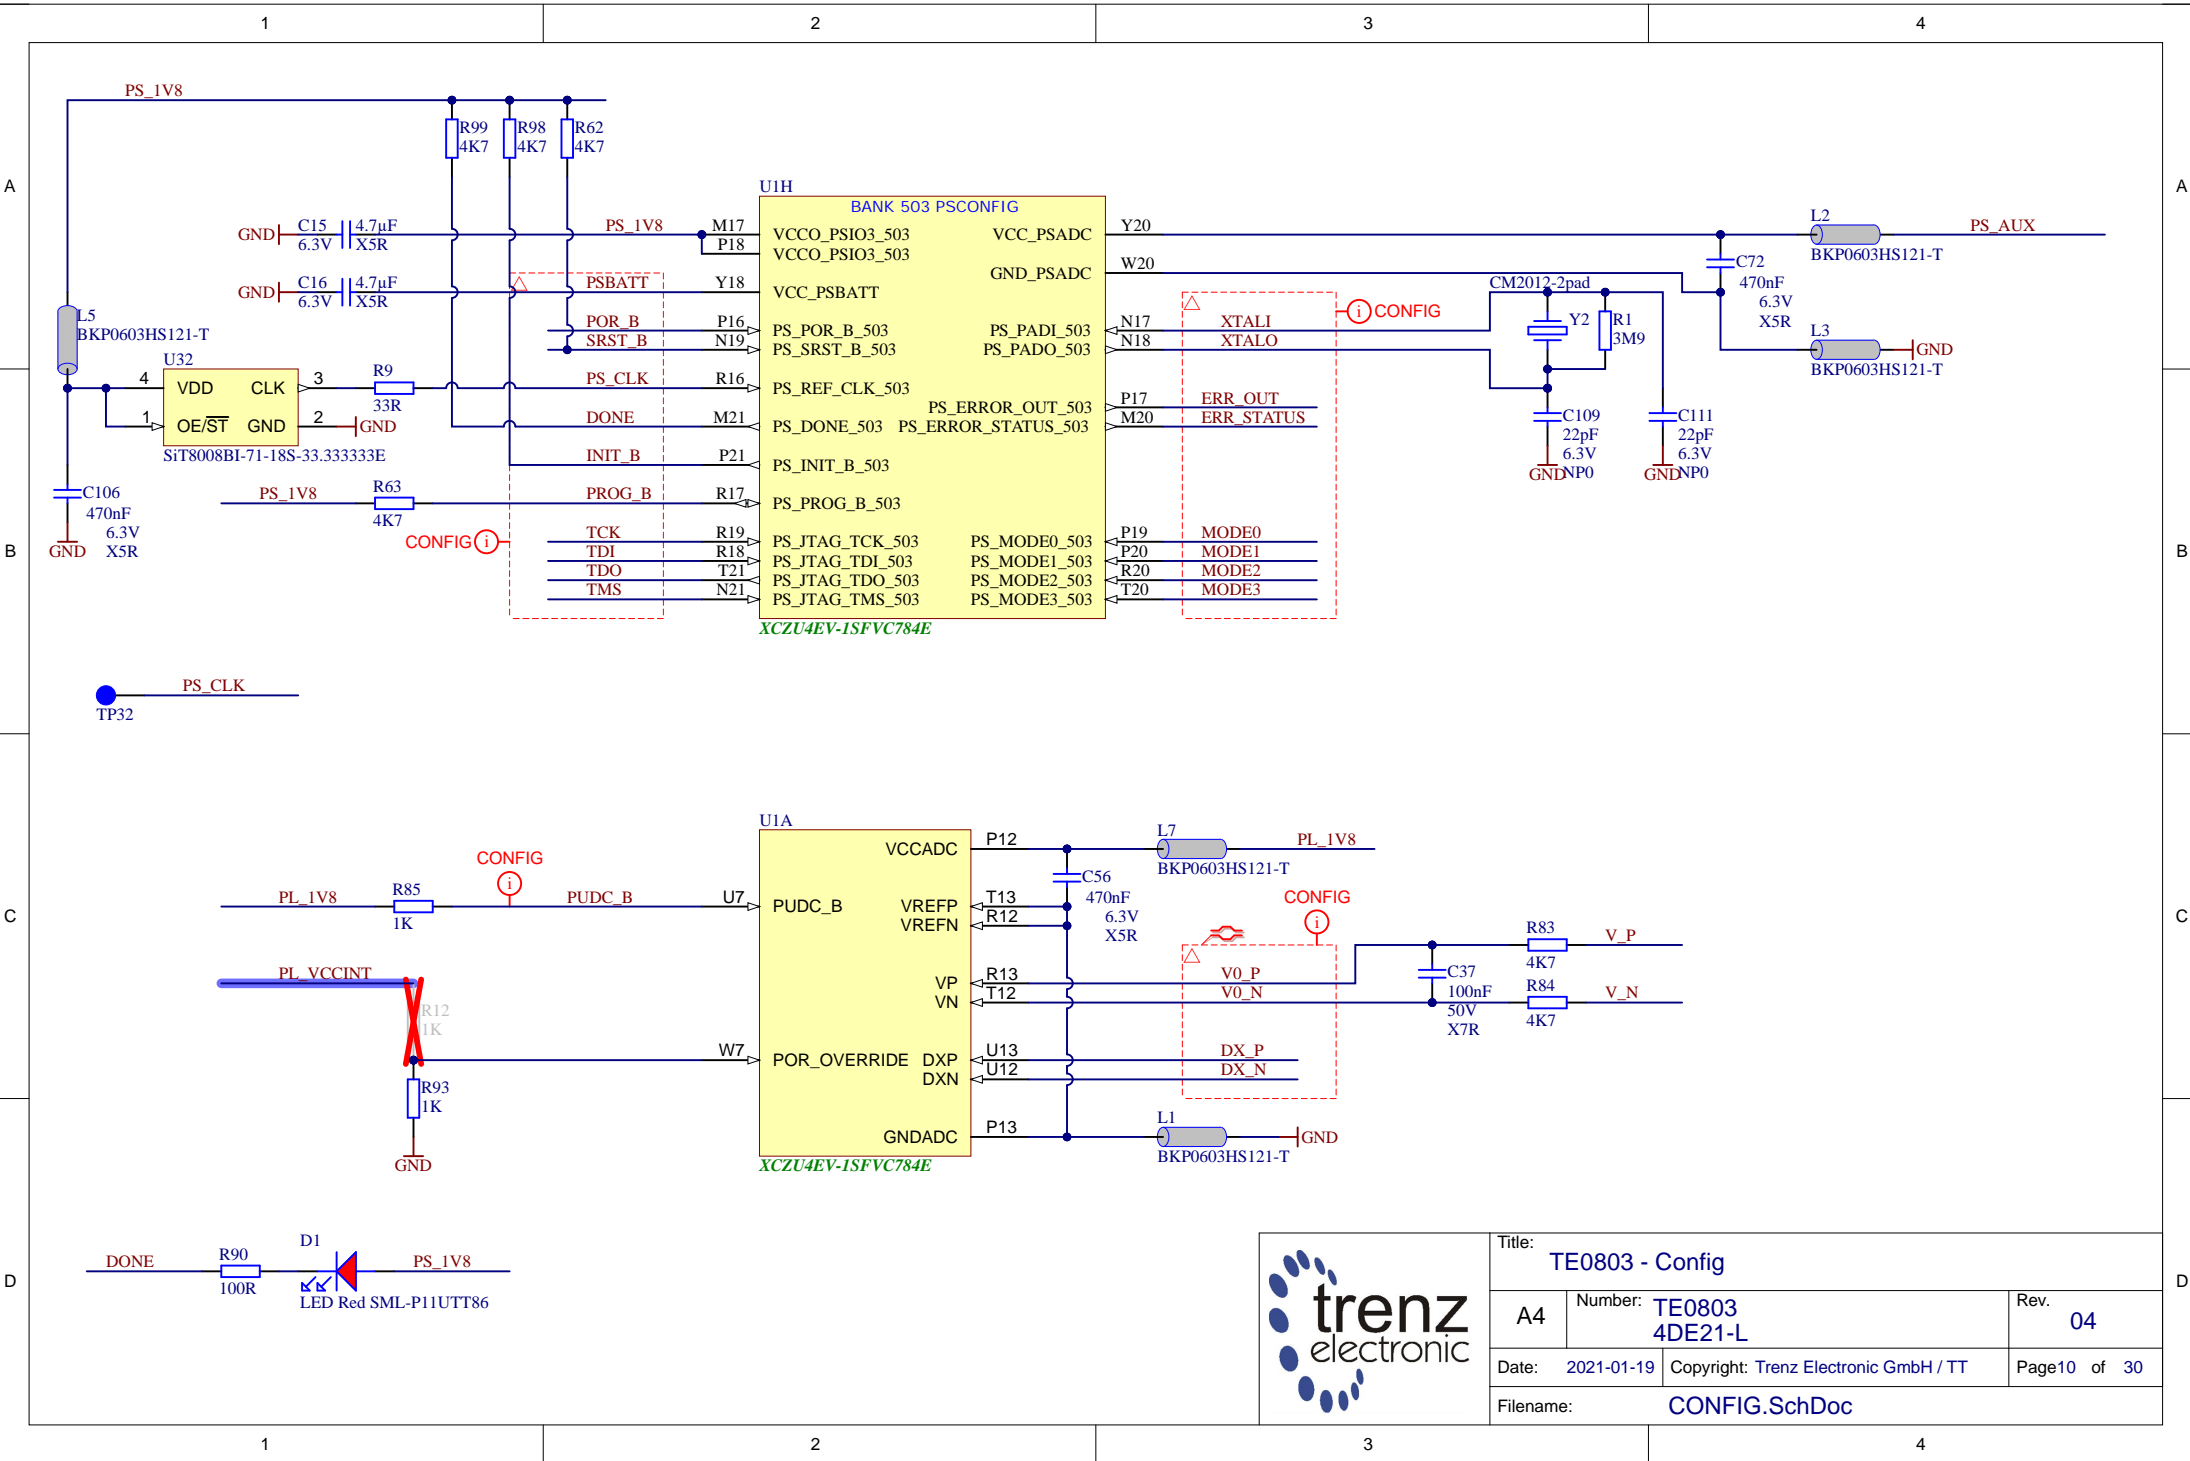 1 2 3 4
PS_1V8
R99 4K7
R98 4K7
R62 4K7
A A
U1H
BANK 503 PSCONFIG
GND C15 6.3V 4.7µF X5R PS_1V8 M17 VCCO_PSIO3_503
P18 VCCO_PSIO3_503
GND C16 6.3V 4.7µF X5R PSBATT Y18 VCC_PSBATT
POR_B P16 PS_POR_B_503
SRST_B N19 PS_SRST_B_503
PS_CLK R16 PS_REF_CLK_503
DONE M21 PS_DONE_503
INIT_B P21 PS_INIT_B_503
PS_1V8 R63 4K7 PROG_B R17 PS_PROG_B_503
CONFIG i
TCK R19 PS_JTAG_TCK_503
TDI R18 PS_JTAG_TDI_503
TDO T21 PS_JTAG_TDO_503
TMS N21 PS_JTAG_TMS_503
L5
BKP0603HS121-T
U32
4 VDD CLK 3 R9 33R
1 OE/ST GND 2 GND
SiT8008BI-71-18S-33.333333E
C106
470nF
6.3V
X5R
GND
VCC_PSADC Y20
GND_PSADC W20
PS_PADI_503 N17 XTALI
PS_PADO_503 N18 XTALO
PS_ERROR_OUT_503 P17 ERR_OUT
PS_ERROR_STATUS_503 M20 ERR_STATUS
PS_MODE0_503 P19 MODE0
PS_MODE1_503 P20 MODE1
PS_MODE2_503 R20 MODE2
PS_MODE3_503 T20 MODE3
XCZU4EV-1SFVC784E
i CONFIG
CM2012-2pad
Y2
R1
3M9
C109
22pF
6.3V
NP0
GND
C111
22pF
6.3V
NP0
GND
L2
BKP0603HS121-T
PS_AUX
C72
470nF
6.3V
X5R
L3
BKP0603HS121-T
GND
B B
TP32
PS_CLK
U1A
CONFIG
i
PL_1V8 R85 1K PUDC_B U7 PUDC_B
PL_VCCINT
R12
1K
W7 POR_OVERRIDE
R93
1K
GND
VCCADC P12
VREFP T13
VREFN R12
VP R13 V0_P
VN T12 V0_N
DXP U13 DX_P
DXN U12 DX_N
GNDADC P13
XCZU4EV-1SFVC784E
L7
BKP0603HS121-T
PL_1V8
C56
470nF
6.3V
X5R
CONFIG
i
C37
100nF
50V
X7R
R83
4K7
V_P
R84
4K7
V_N
L1
BKP0603HS121-T
GND
C C
DONE R90 100R D1 PS_1V8
LED Red SML-P11UTT86
D D
trenz
electronic
Title:
TE0803 - Config
A4 Number: TE0803
4DE21-L
Rev.
04
Date: 2021-01-19 Copyright: Trenz Electronic GmbH / TT Page10 of 30
Filename: CONFIG.SchDoc
1 2 3 4